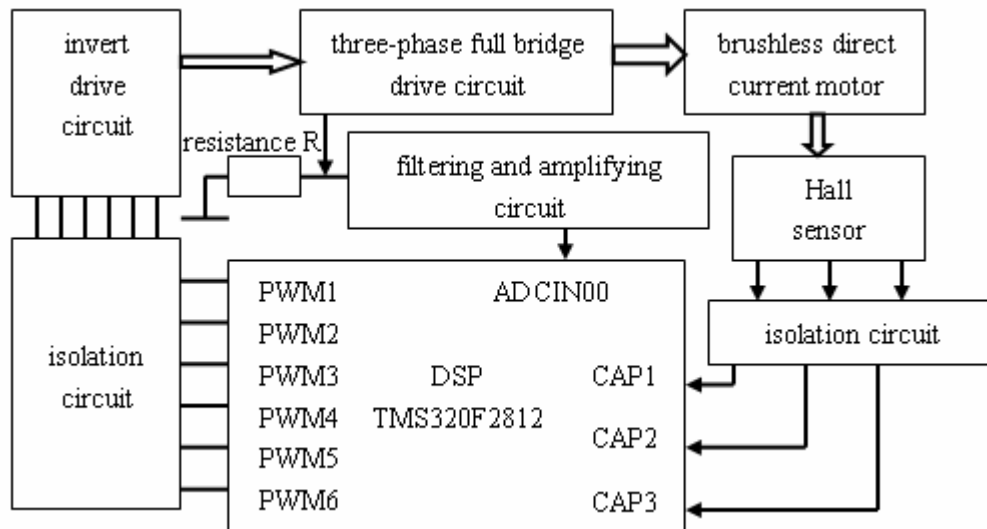 invert
drive
circuit
three-phase full bridge
drive circuit
brushless direct
current motor
resistance R
filtering and amplifying
circuit
Hall
sensor
isolation
circuit
PWM1
PWM2
PWM3
PWM4
PWM5
PWM6
ADCIN00
DSP
TMS320F2812
CAP1
CAP2
CAP3
isolation circuit